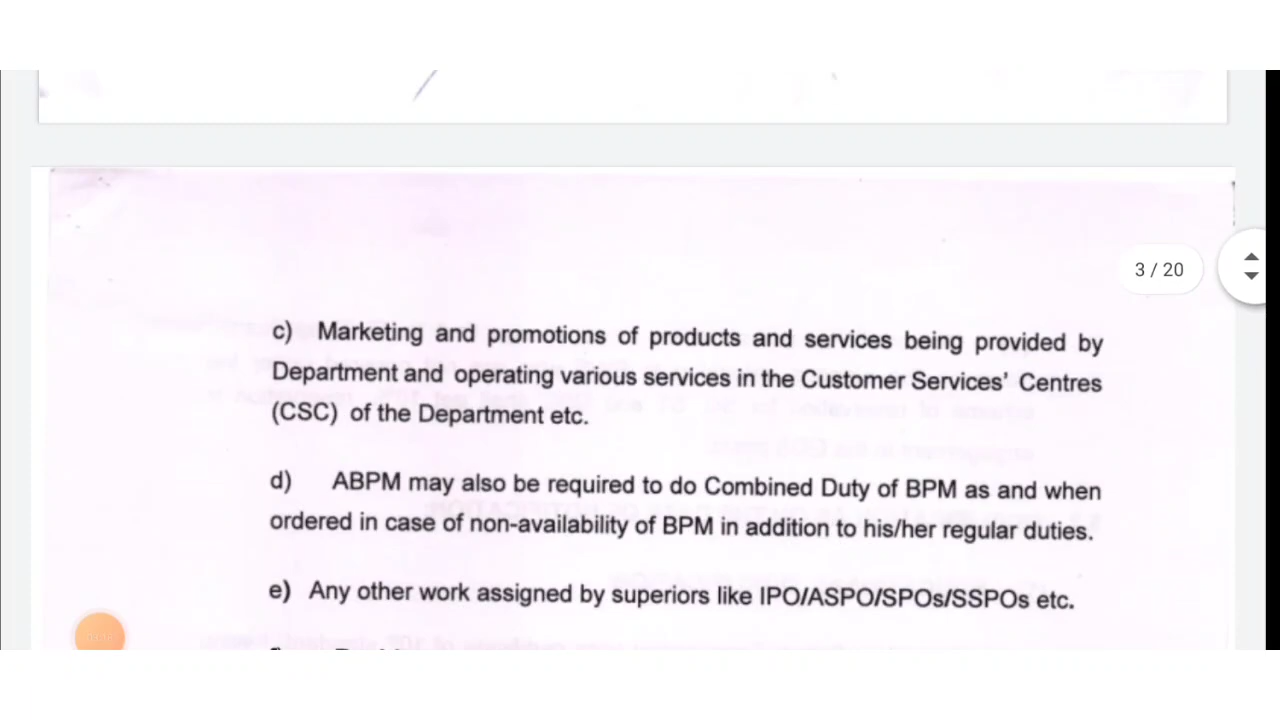 3 / 20
c) Marketing and promotions of products and services being provided by
Department and operating various services in the Customer Services' Centres
(CSC) of the Department etc.
d) ABPM may also be required to do Combined Duty of BPM as and when
ordered in case of non-availability of BPM in addition to his/her regular duties.
e) Any other work assigned by superiors like IPO/ASPO/SPOs/SSPOs etc.